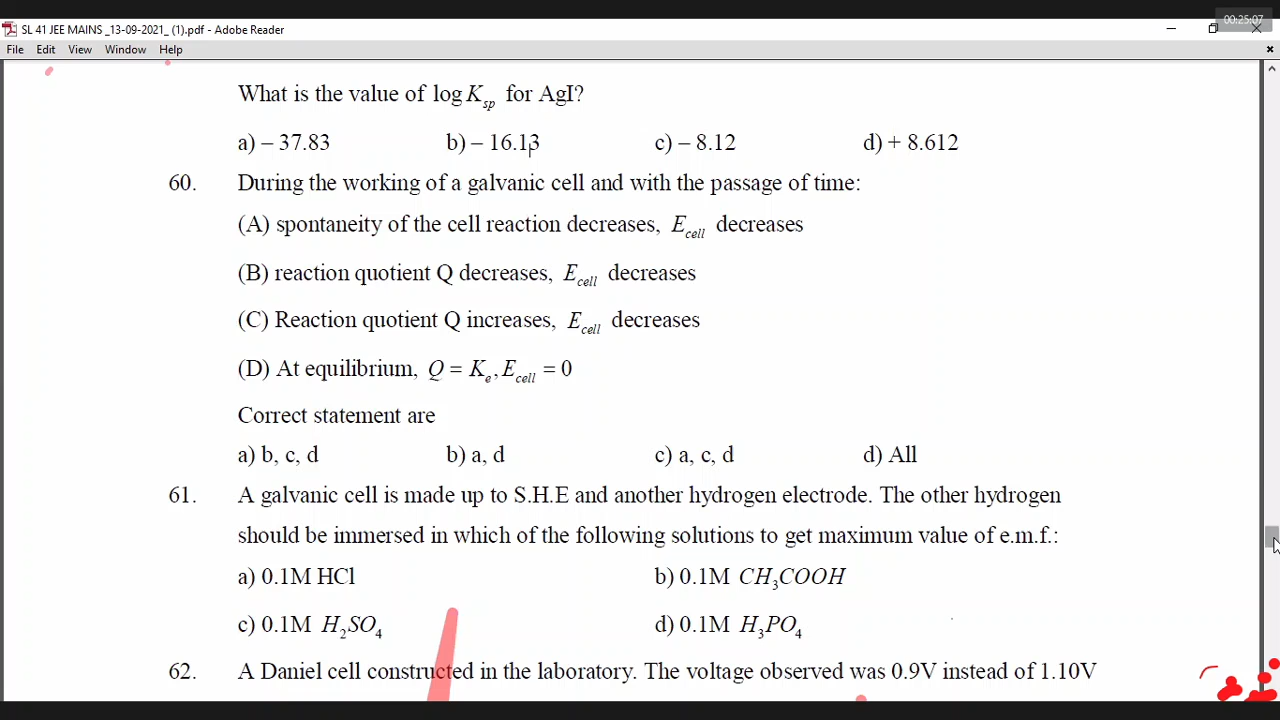 00:25:07
SL 41 JEE MAINS _13-09-2021_ (1).pdf - Adobe Reader
File Edit View Window Help
What is the value of log K_sp for AgI?
a) – 37.83 b) – 16.13 c) – 8.12 d) + 8.612
60. During the working of a galvanic cell and with the passage of time:
(A) spontaneity of the cell reaction decreases, E_cell decreases
(B) reaction quotient Q decreases, E_cell decreases
(C) Reaction quotient Q increases, E_cell decreases
(D) At equilibrium, Q = K_e, E_cell = 0
Correct statement are
a) b, c, d b) a, d c) a, c, d d) All
61. A galvanic cell is made up to S.H.E and another hydrogen electrode. The other hydrogen
should be immersed in which of the following solutions to get maximum value of e.m.f.:
a) 0.1M HCl b) 0.1M CH₃COOH
c) 0.1M H₂SO₄ d) 0.1M H₃PO₄
62. A Daniel cell constructed in the laboratory. The voltage observed was 0.9V instead of 1.10V